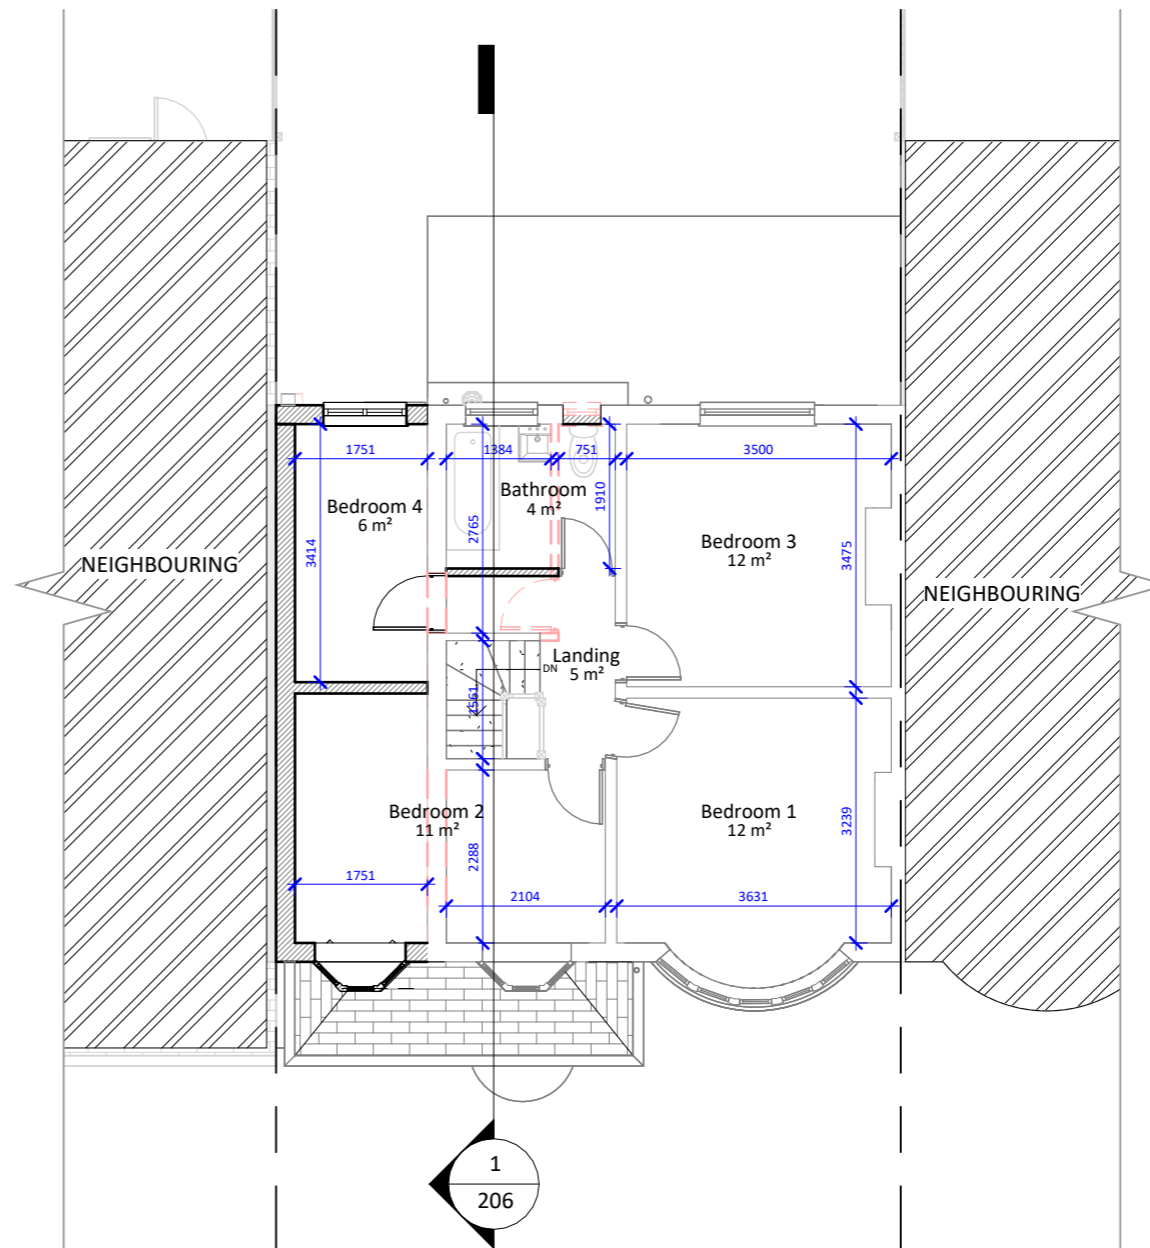 1751
1384
751
3500
Bedroom 4
6 m²
Bathroom
4 m²
1910
2765
3414
Bedroom 3
12 m²
3475
NEIGHBOURING
NEIGHBOURING
Landing
5 m²
DN
1561
Bedroom 2
11 m²
Bedroom 1
12 m²
3239
2288
1751
2104
3631
1
206